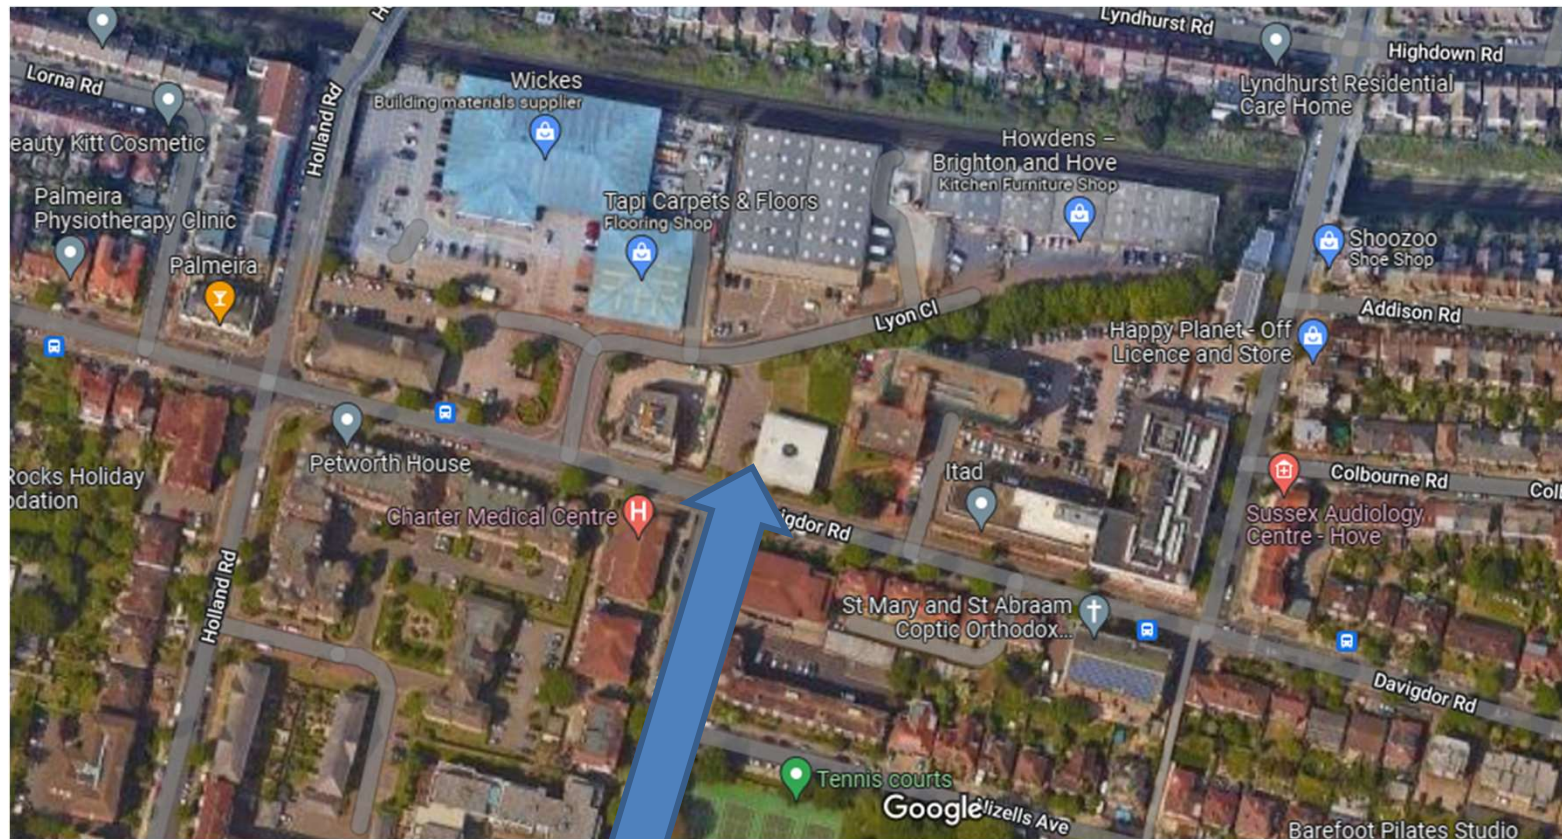 Lyndhurst Rd
Highdown Rd
Lorna Rd
Holland Rd
Wickes
Building materials supplier
Lyndhurst Residential
Care Home
eauty Kitt Cosmetic
Howdens –
Brighton and Hove
Kitchen Furniture Shop
Palmeira
Physiotherapy Clinic
Tapi Carpets & Floors
Flooring Shop
Shoozoo
Shoe Shop
Palmeira
Addison Rd
Lyon Cl
Happy Planet - Off
Licence and Store
Petworth House
Itad
Colbourne Rd
Col
Rocks Holiday
odation
Charter Medical Centre
H
igdor Rd
Sussex Audiology
Centre - Hove
Holland Rd
St Mary and St Abraam
Coptic Orthodox...
Davigdor Rd
Tennis courts
Google
lizells Ave
Barefoot Pilates Studio